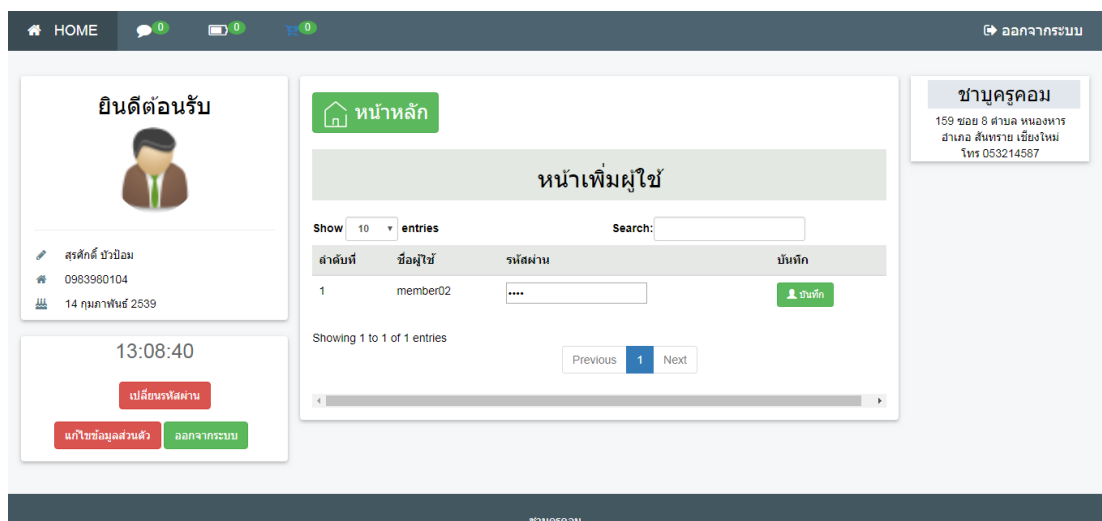 HOME 0 0 0 ออกจากระบบ
ยินดีต้อนรับ
สุรศักดิ์ บัวป้อม
0983980104
14 กุมภาพันธ์ 2539
13:08:40
เปลี่ยนรหัสผ่าน
แก้ไขข้อมูลส่วนตัว ออกจากระบบ
หน้าหลัก
หน้าเพิ่มผู้ใช้
Show 10 entries Search:
ลำดับที่ ชื่อผู้ใช้ รหัสผ่าน บันทึก
1 member02 •••• บันทึก
Showing 1 to 1 of 1 entries
Previous 1 Next
ชาบูครูคอม
159 ซอย 8 ตำบล หนองหาร
อำเภอ สันทราย เชียงใหม่
โทร 053214587
ชาบูครูคอม